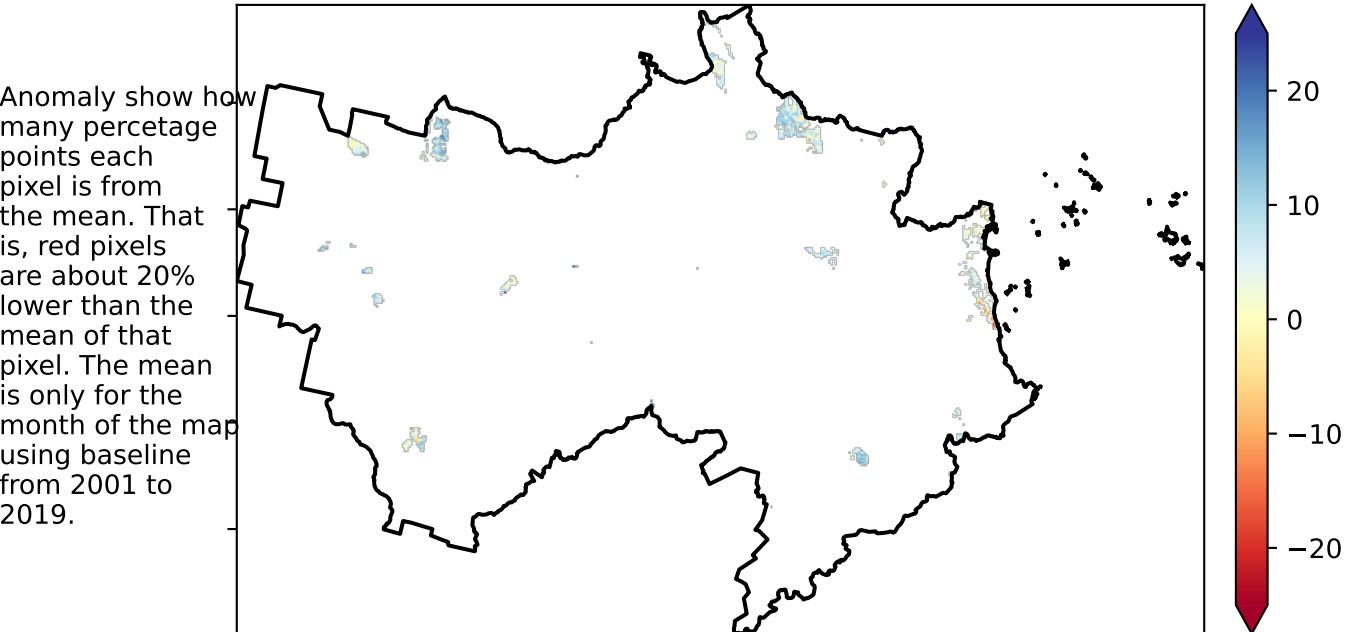 Anomaly show how
many percetage
points each
pixel is from
the mean. That
is, red pixels
are about 20%
lower than the
mean of that
pixel. The mean
is only for the
month of the map
using baseline
from 2001 to
2019.
20
10
0
−10
−20